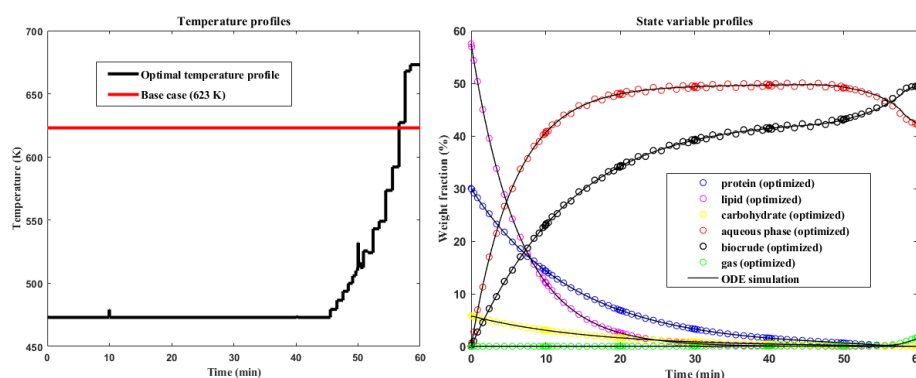 Temperature profiles
700
650
600
550
500
450
Temperature (K)
0
10
20
30
40
50
60
Time (min)
Optimal temperature profile
Base case (623 K)
State variable profiles
60
50
40
30
20
10
0
Weight fraction (%)
0
10
20
30
40
50
60
Time (min)
protein (optimized)
lipid (optimized)
carbohydrate (optimized)
aqueous phase (optimized)
biocrude (optimized)
gas (optimized)
ODE simulation